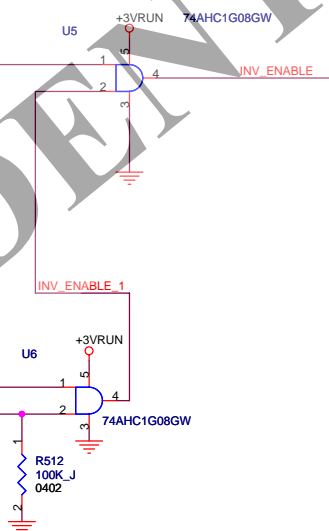 +3VRUN 74AHC1G08GW
U5
5
1
4
INV_ENABLE
2
3
INV_ENABLE_1
+3VRUN
U6
5
1
4
2
3
74AHC1G08GW
1
R512
100K_J
0402
2